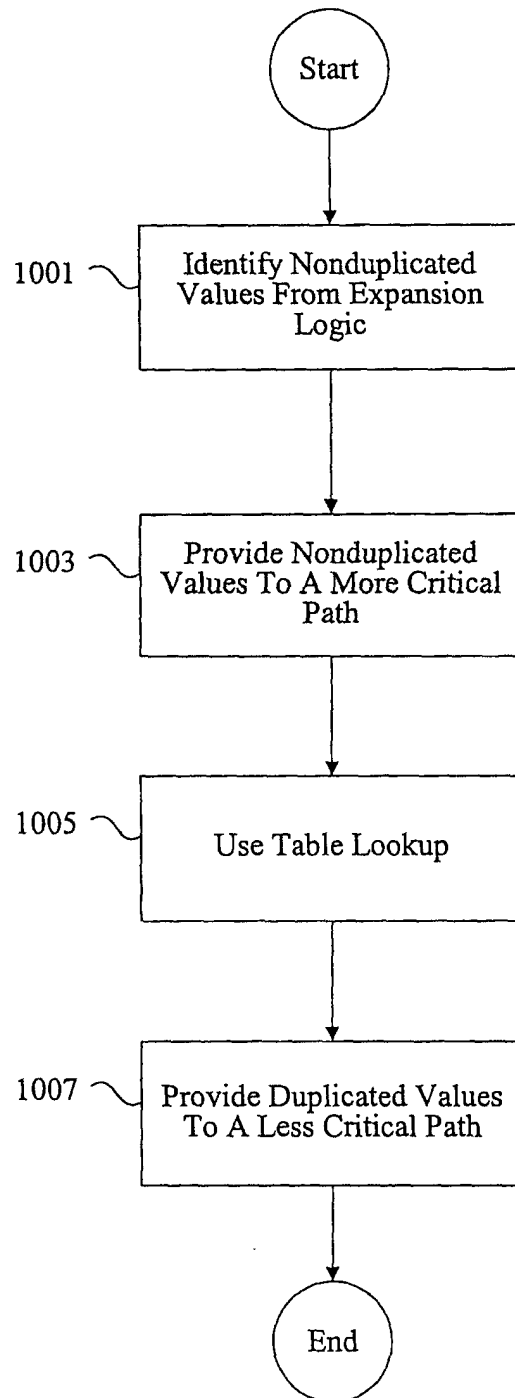 Start
1001
Identify Nonduplicated
Values From Expansion
Logic
1003
Provide Nonduplicated
Values To A More Critical
Path
1005
Use Table Lookup
1007
Provide Duplicated Values
To A Less Critical Path
End